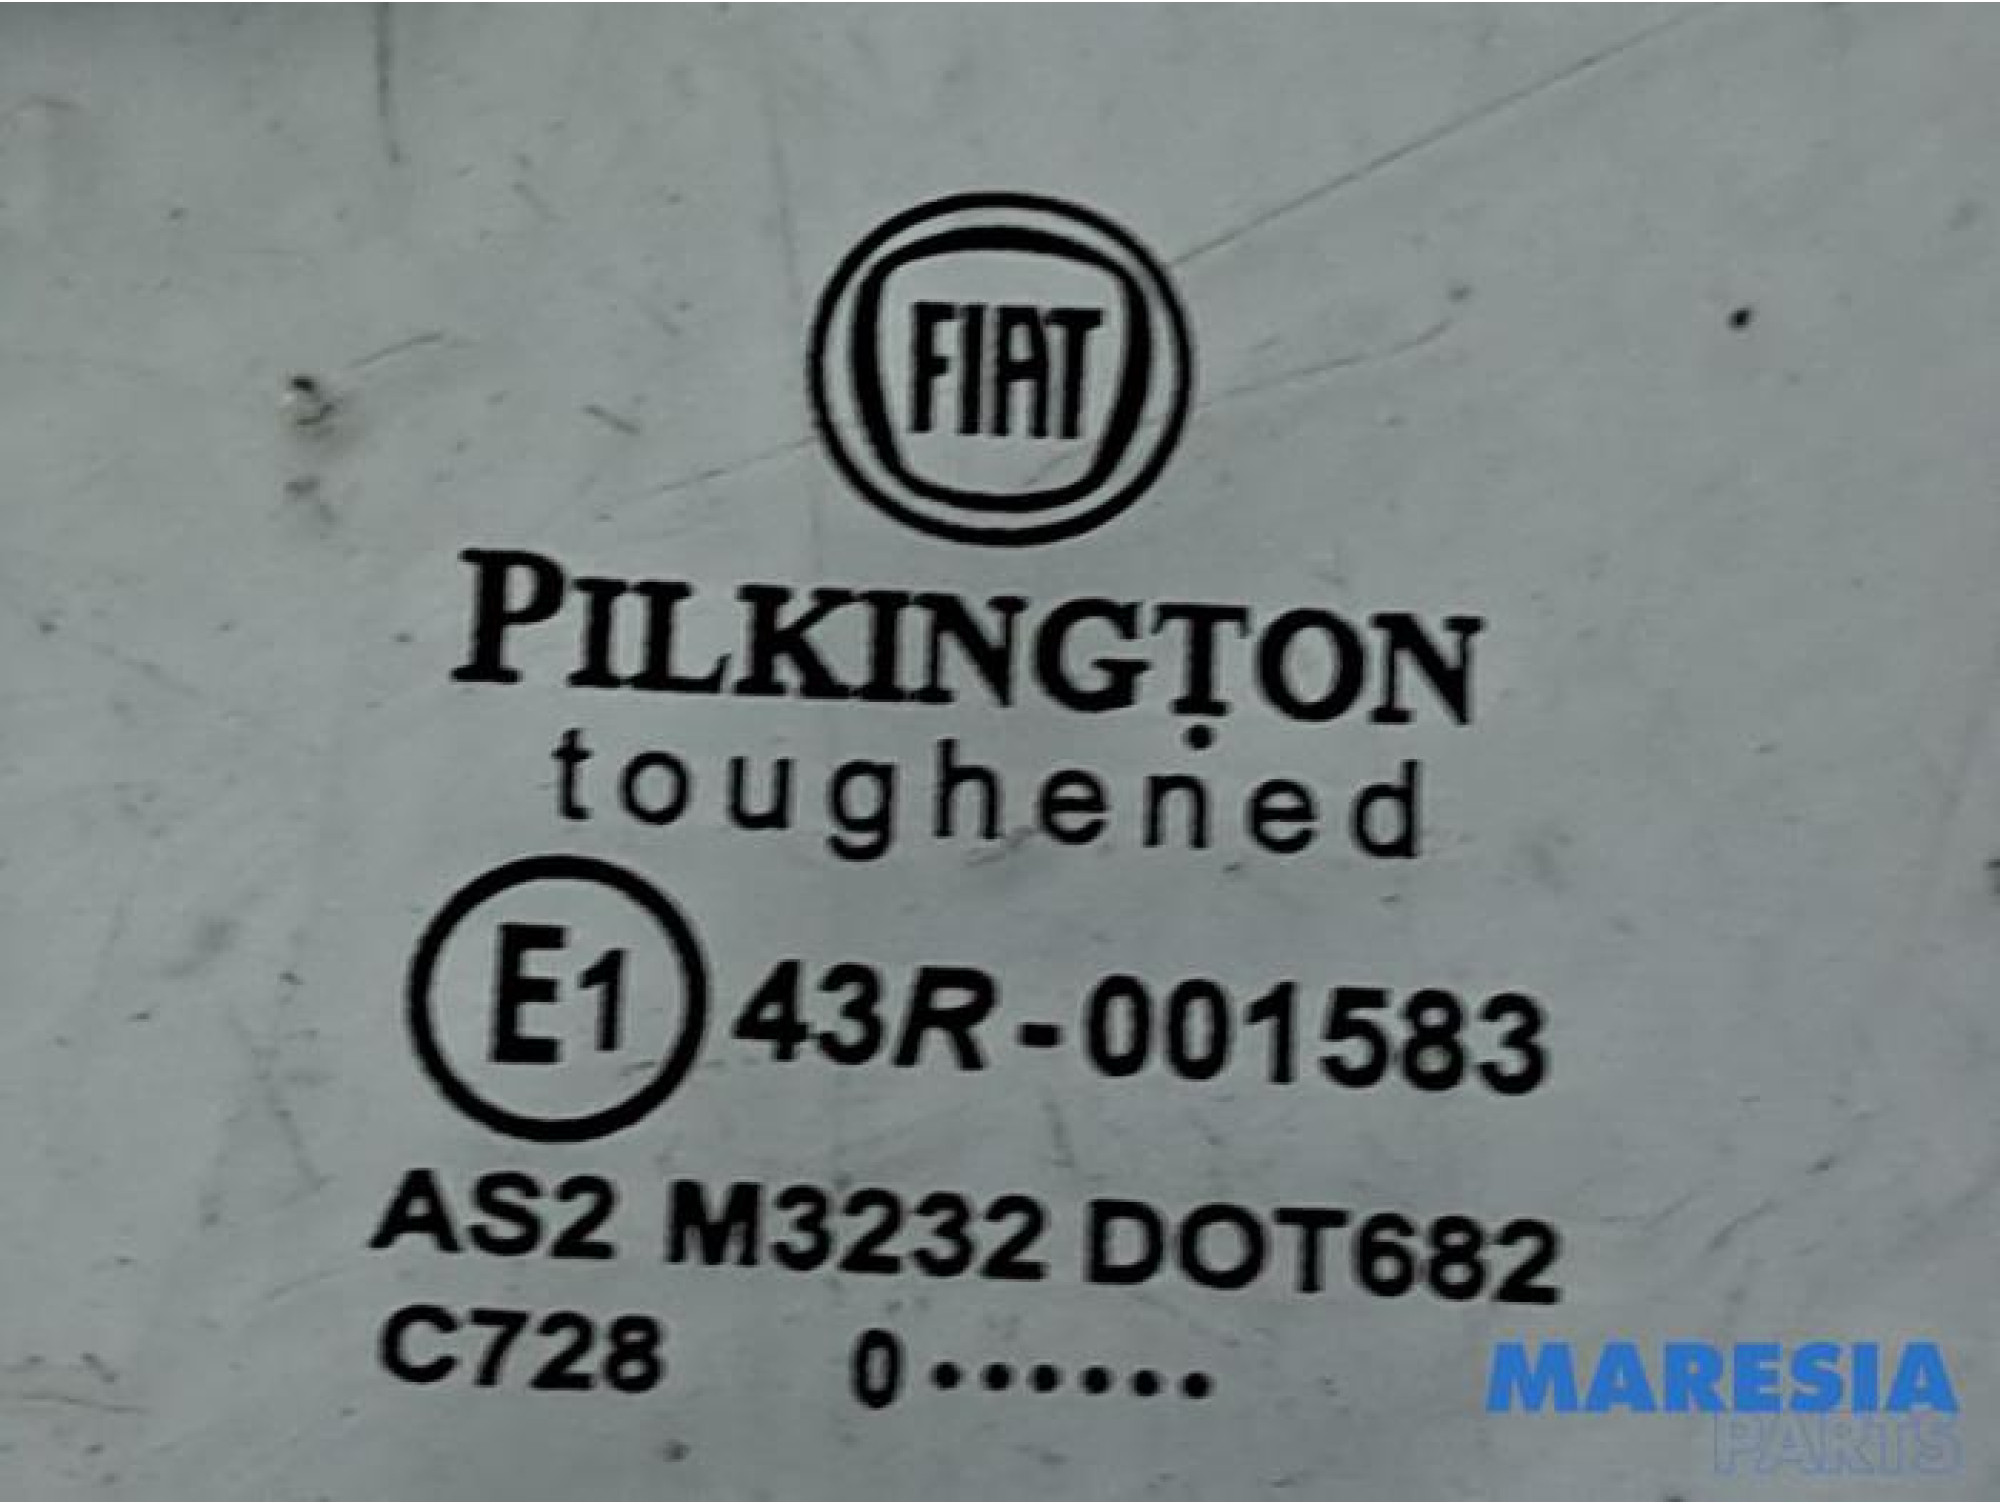 FIAT
PILKINGTON
toughened
E1 43R-001583
AS2 M3232 DOT682
C728 0••••••
MARESIA
PARTS